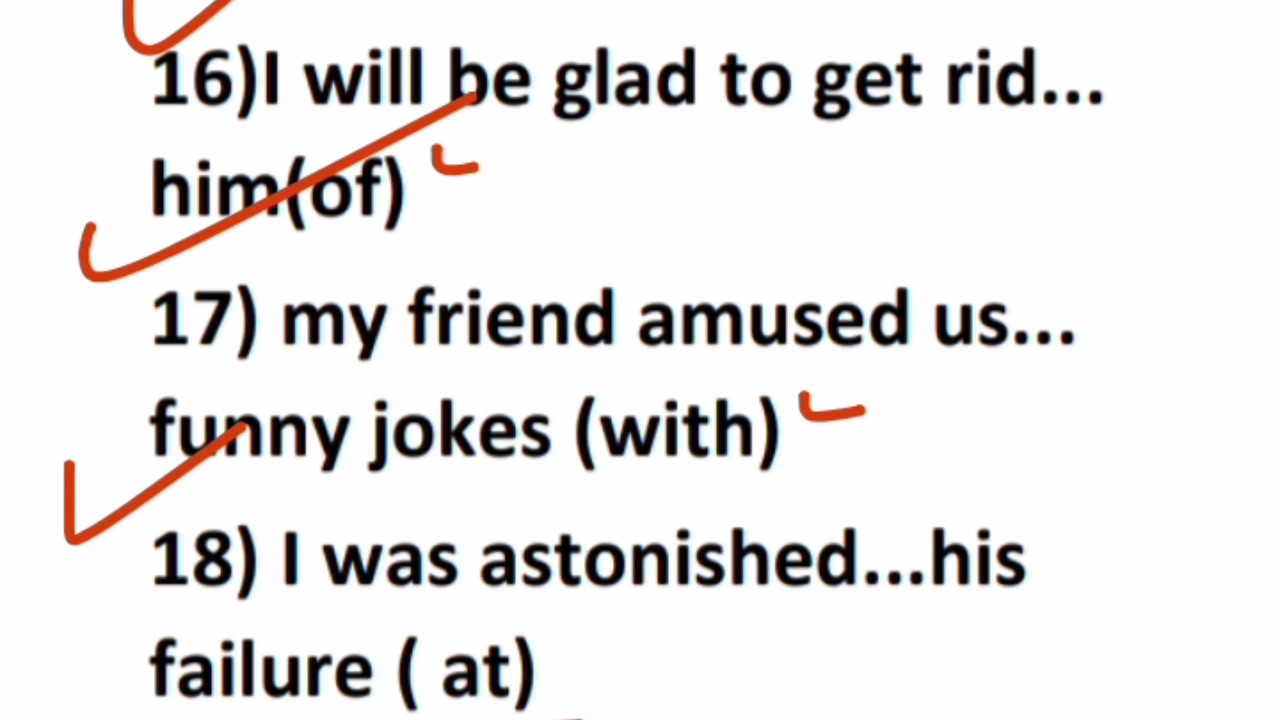 16)I will be glad to get rid...
him(of)
17) my friend amused us...
funny jokes (with)
18) I was astonished...his
failure ( at)